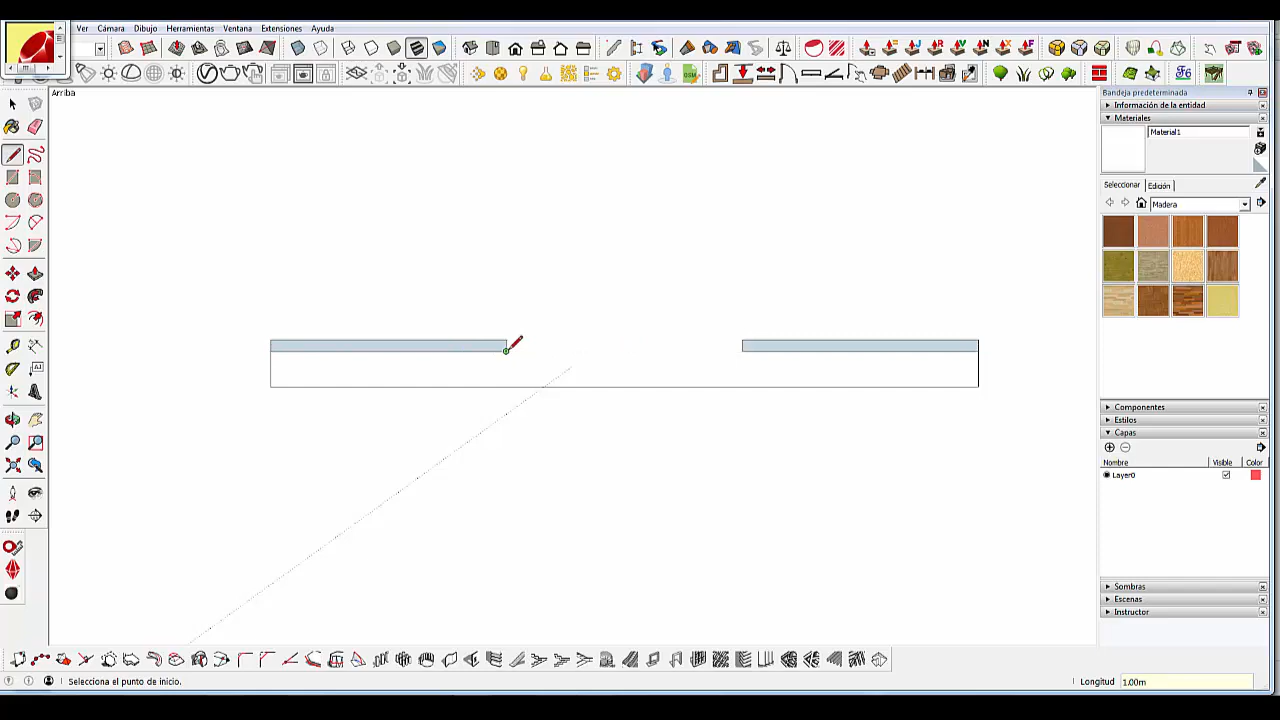 Ver Cámara Dibujo Herramientas Ventana Extensiones Ayuda
Arriba
Bandeja predeterminada
Información de la entidad
Materiales
Material1
Seleccionar Edición
Madera
Componentes
Estilos
Capas
Nombre Visible Color
Layer0
Sombras
Escenas
Instructor
Selecciona el punto de inicio.
Longitud 1.00m